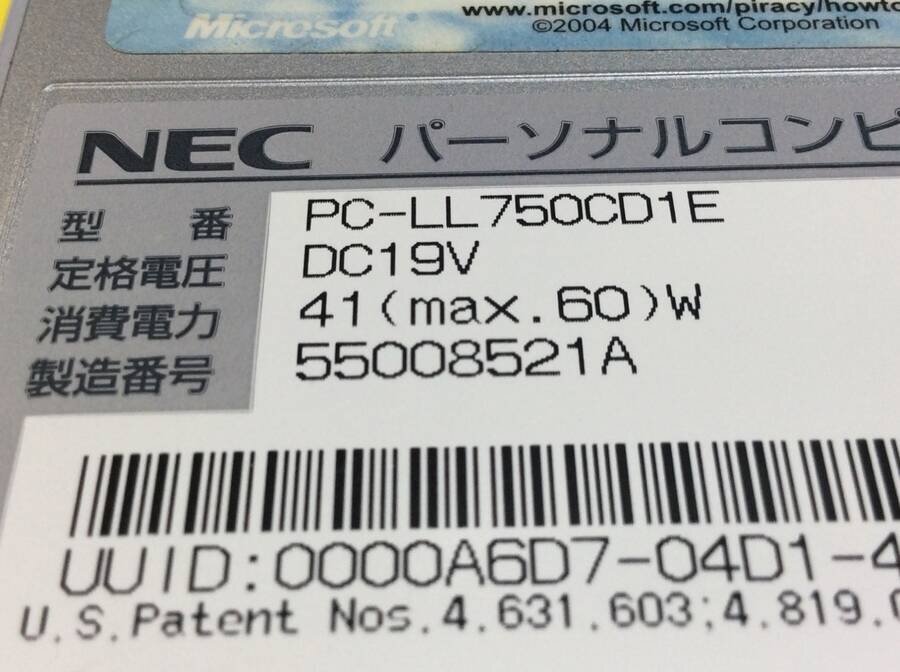 www.microsoft.com/piracy/howto
Microsoft ©2004 Microsoft Corporation
NEC パーソナルコンピ
型番 PC-LL750CD1E
定格電圧 DC19V
消費電力 41(max.60)W
製造番号 55008521A
UUID:0000A6D7-04D1-4
U.S.Patent Nos.4.631.603;4.819.0